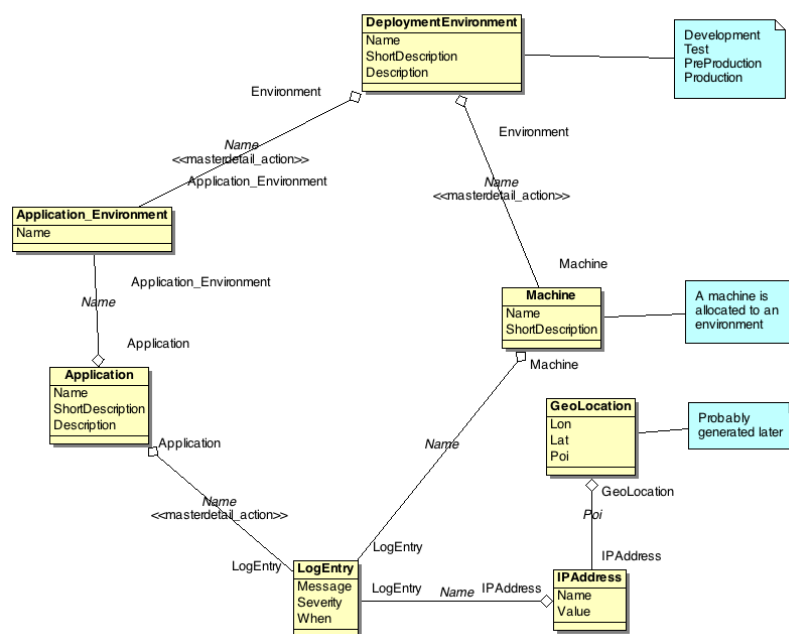 DeploymentEnvironment
Name
ShortDescription
Description
Development
Test
PreProduction
Production
Environment
Name
<<masterdetail_action>>
Application_Environment
Environment
Name
<<masterdetail_action>>
Machine
Application_Environment
Name
Application_Environment
Name
Application
Machine
Name
ShortDescription
A machine is
allocated to an
environment
Machine
Application
Name
ShortDescription
Description
Application
Name
<<masterdetail_action>>
LogEntry
Name
LogEntry
GeoLocation
Lon
Lat
Poi
Probably
generated later
GeoLocation
Poi
IPAddress
LogEntry
Message
Severity
When
LogEntry
Name
IPAddress
IPAddress
Name
Value